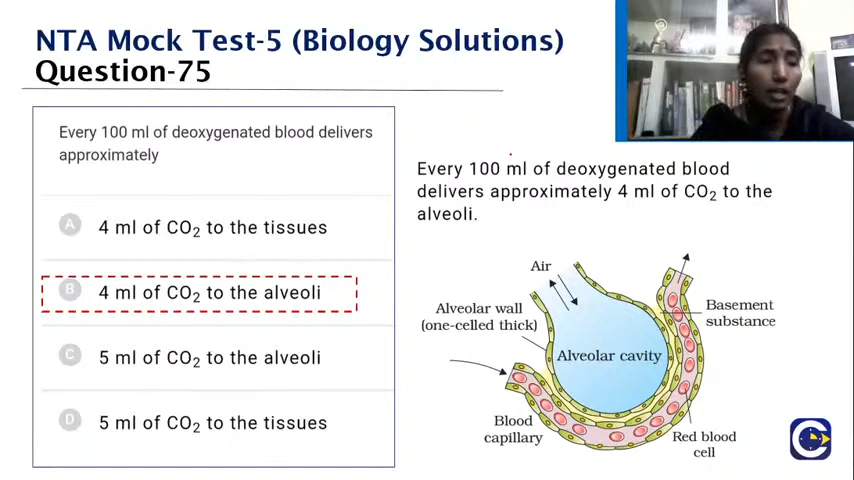 NTA Mock Test-5 (Biology Solutions)
Question-75
Every 100 ml of deoxygenated blood delivers
approximately
A 4 ml of CO₂ to the tissues
B 4 ml of CO₂ to the alveoli
C 5 ml of CO₂ to the alveoli
D 5 ml of CO₂ to the tissues
Every 100 ml of deoxygenated blood
delivers approximately 4 ml of CO₂ to the
alveoli.
Air
Alveolar wall
(one-celled thick)
Alveolar cavity
Basement
substance
Blood
capillary
Red blood
cell